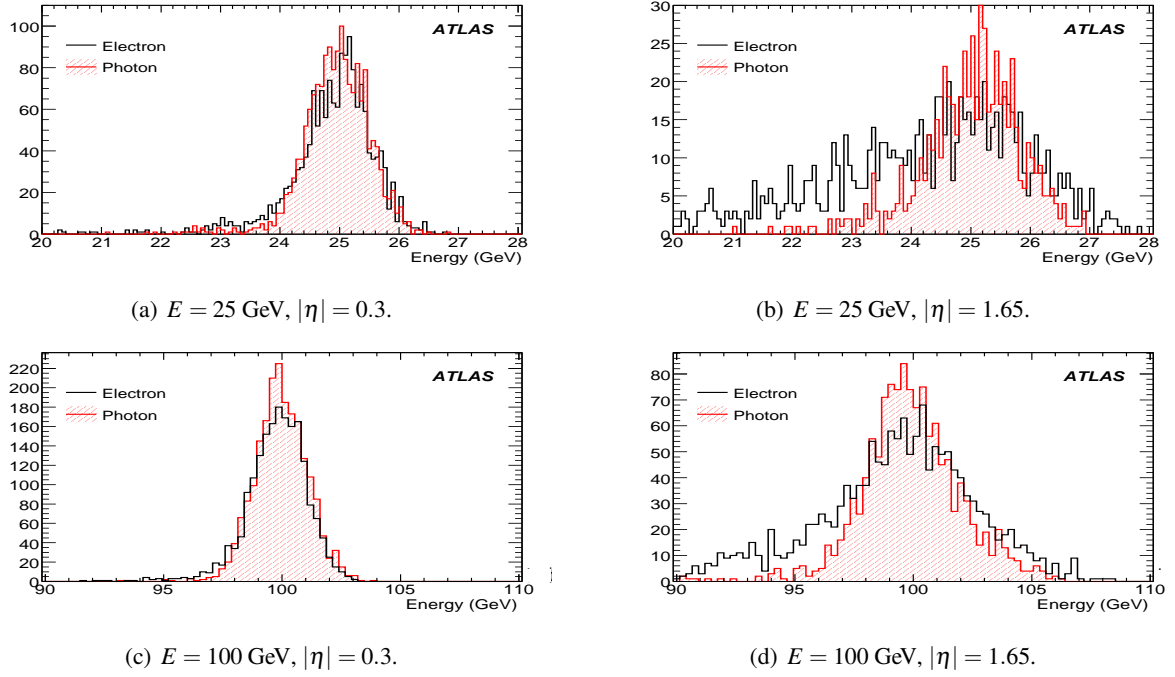 100
80
60
40
20
0
Electron
Photon
ATLAS
20 21 22 23 24 25 26 27 28
Energy (GeV)
(a) E = 25 GeV, |η| = 0.3.
30
25
20
15
10
5
0
Electron
Photon
ATLAS
20 21 22 23 24 25 26 27 28
Energy (GeV)
(b) E = 25 GeV, |η| = 1.65.
220
200
180
160
140
120
100
80
60
40
20
0
Electron
Photon
ATLAS
90 95 100 105 110
Energy (GeV)
(c) E = 100 GeV, |η| = 0.3.
80
70
60
50
40
30
20
10
0
Electron
Photon
ATLAS
90 95 100 105 110
Energy (GeV)
(d) E = 100 GeV, |η| = 1.65.